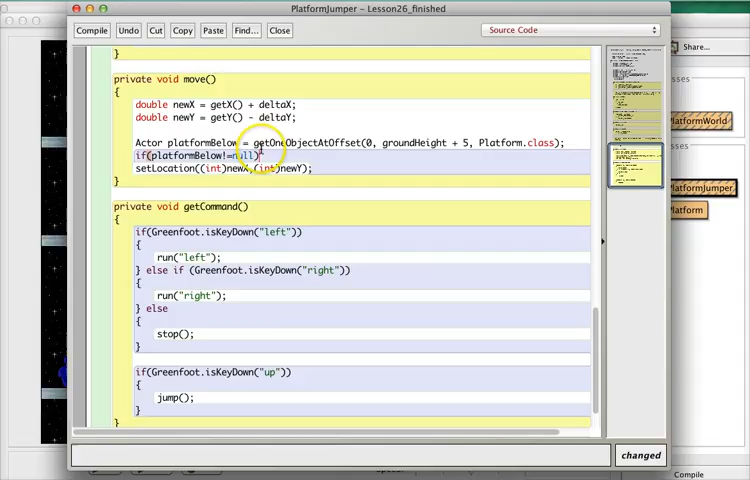 PlatformJumper - Lesson26_finished
Compile Undo Cut Copy Paste Find... Close Source Code
Share...
}
private void move()
{
double newX = getX() + deltaX;
double newY = getY() - deltaY;
Actor platformBelow = getOneObjectAtOffset(0, groundHeight + 5, Platform.class);
if(platformBelow!=null)
setLocation((int)newX,(int)newY);
}
private void getCommand()
{
if(Greenfoot.isKeyDown("left"))
{
run("left");
} else if (Greenfoot.isKeyDown("right"))
{
run("right");
} else
{
stop();
}
if(Greenfoot.isKeyDown("up"))
{
jump();
}
}
changed
PlatformWorld
PlatformJumper
Platform
Compile